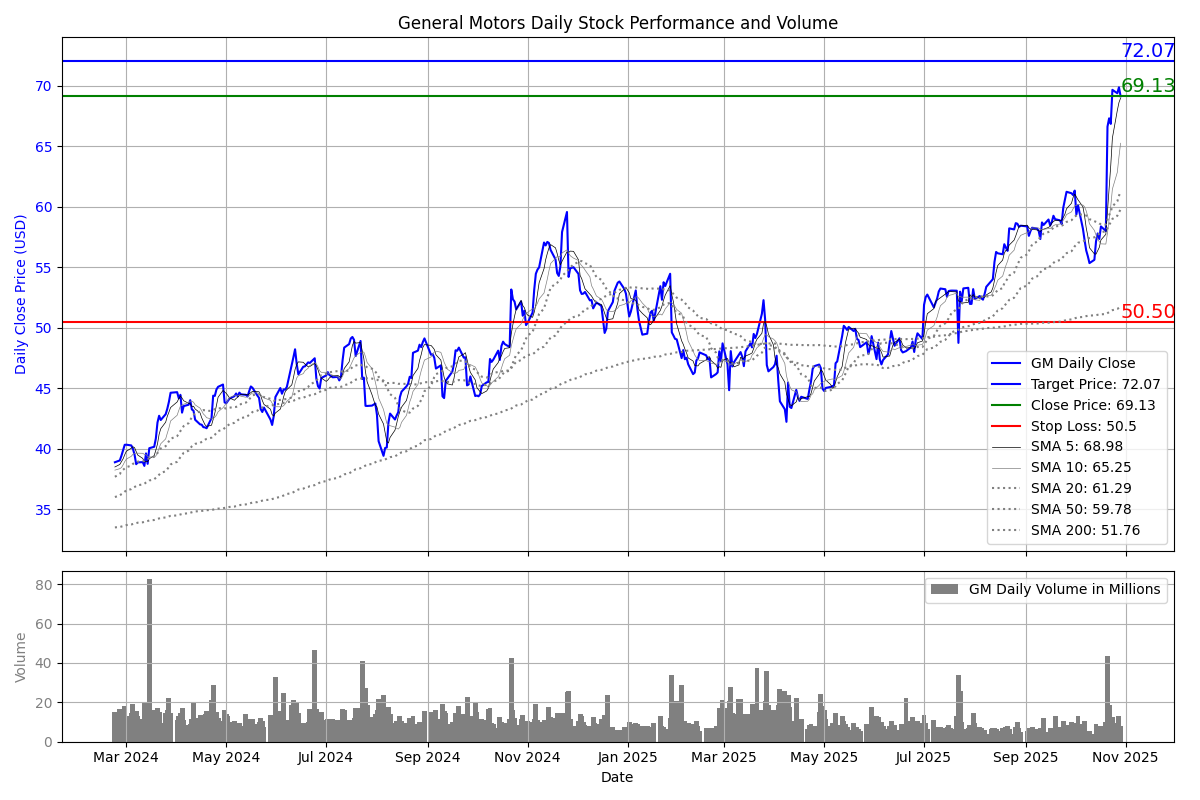 General Motors Daily Stock Performance and Volume
72.07
69.13
50.50
Daily Close Price (USD)
70
65
60
55
50
45
40
35
GM Daily Close
Target Price: 72.07
Close Price: 69.13
Stop Loss: 50.5
SMA 5: 68.98
SMA 10: 65.25
SMA 20: 61.29
SMA 50: 59.78
SMA 200: 51.76
Volume
80
60
40
20
0
GM Daily Volume in Millions
Mar 2024
May 2024
Jul 2024
Sep 2024
Nov 2024
Jan 2025
Mar 2025
May 2025
Jul 2025
Sep 2025
Nov 2025
Date